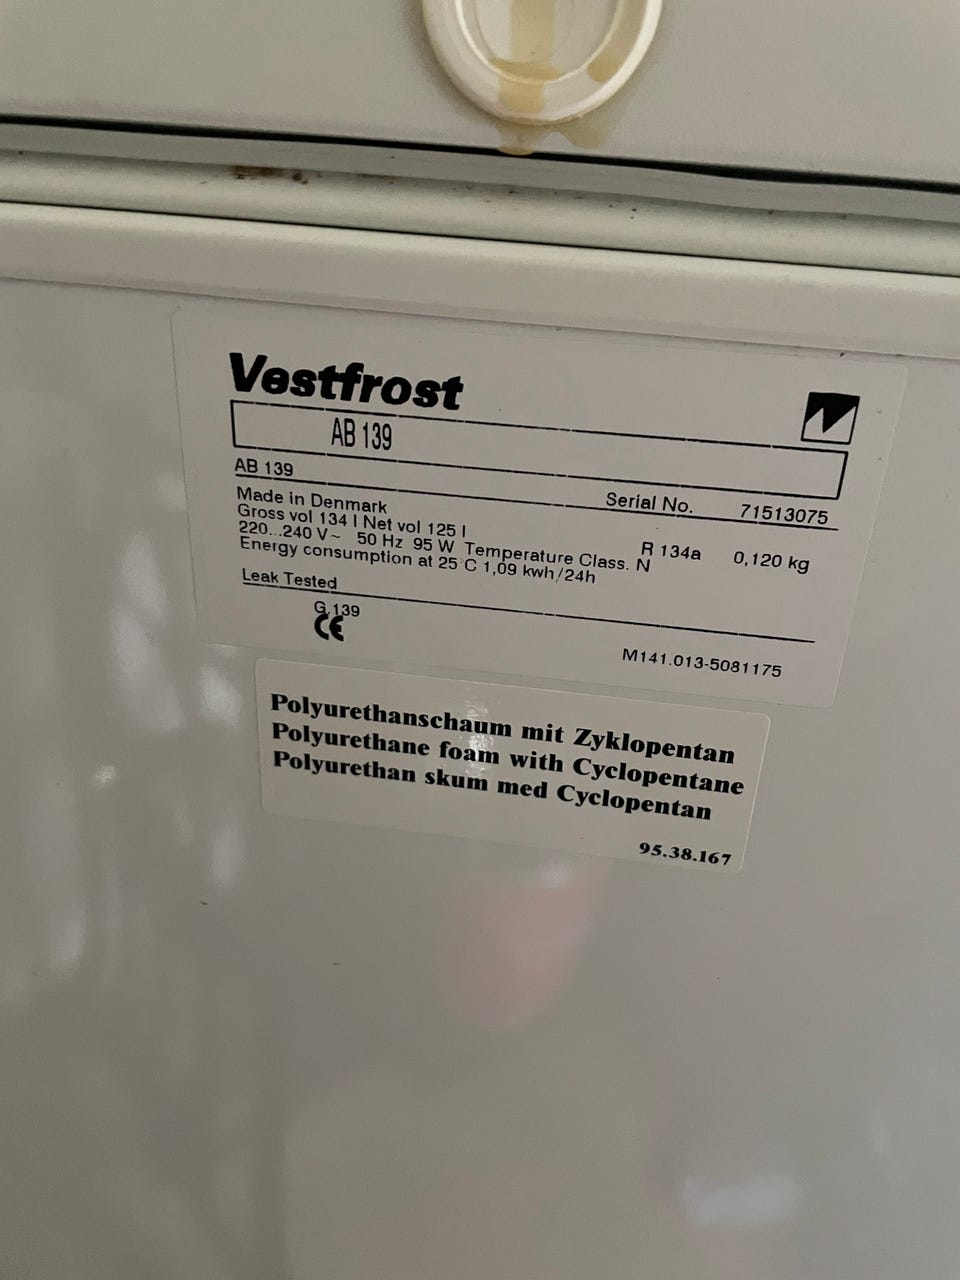 Vestfrost
AB 139
AB 139
Serial No. 71513075
Made in Denmark
Gross vol 134 l Net vol 125 l
R 134a 0,120 kg
220...240 V~ 50 Hz 95 W Temperature Class. N
Energy consumption at 25°C 1,09 kwh/24h
Leak Tested
G.139
CE
M141.013-5081175
Polyurethanschaum mit Zyklopentan
Polyurethane foam with Cyclopentane
Polyurethan skum med Cyclopentan
95.38.167